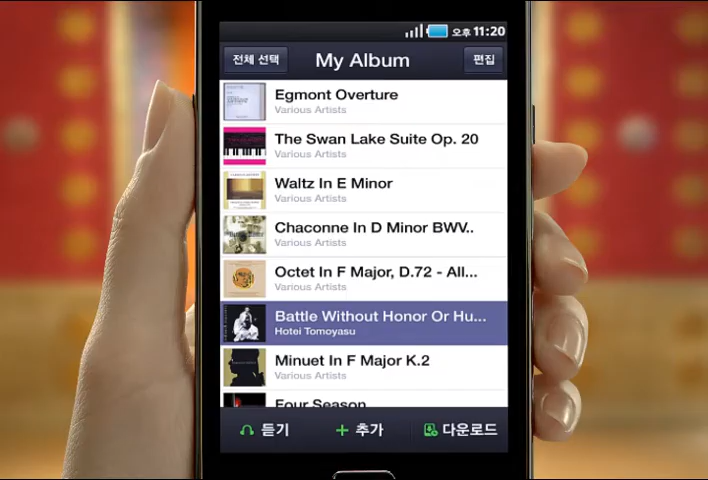 오후 11:20
전체 선택
My Album
편집
Egmont Overture
Various Artists
The Swan Lake Suite Op. 20
Various Artists
Waltz In E Minor
Various Artists
Chaconne In D Minor BWV..
Various Artists
Octet In F Major, D.72 - All...
Various Artists
Battle Without Honor Or Hu...
Hotei Tomoyasu
Minuet In F Major K.2
Various Artists
Four Season
듣기
추가
다운로드